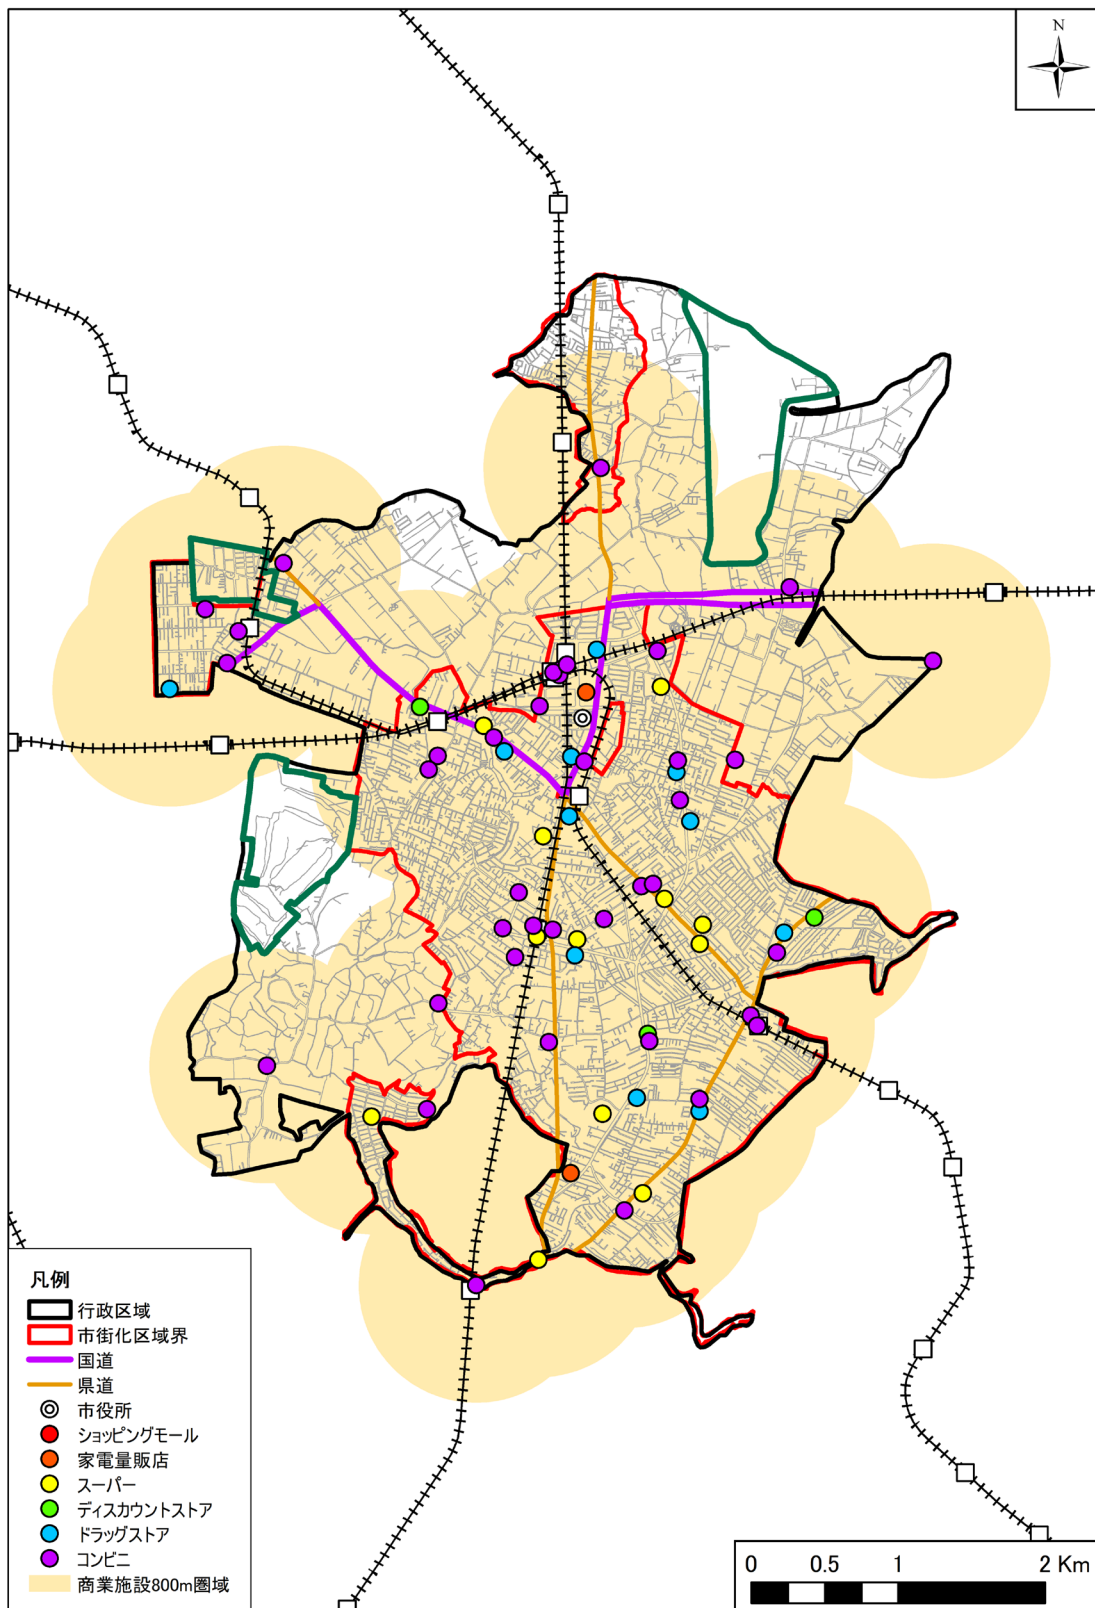 N
凡例
行政区域
市街化区域界
国道
県道
市役所
ショッピングモール
家電量販店
スーパー
ディスカウントストア
ドラッグストア
コンビニ
商業施設800m圏域
0 0.5 1 2 Km